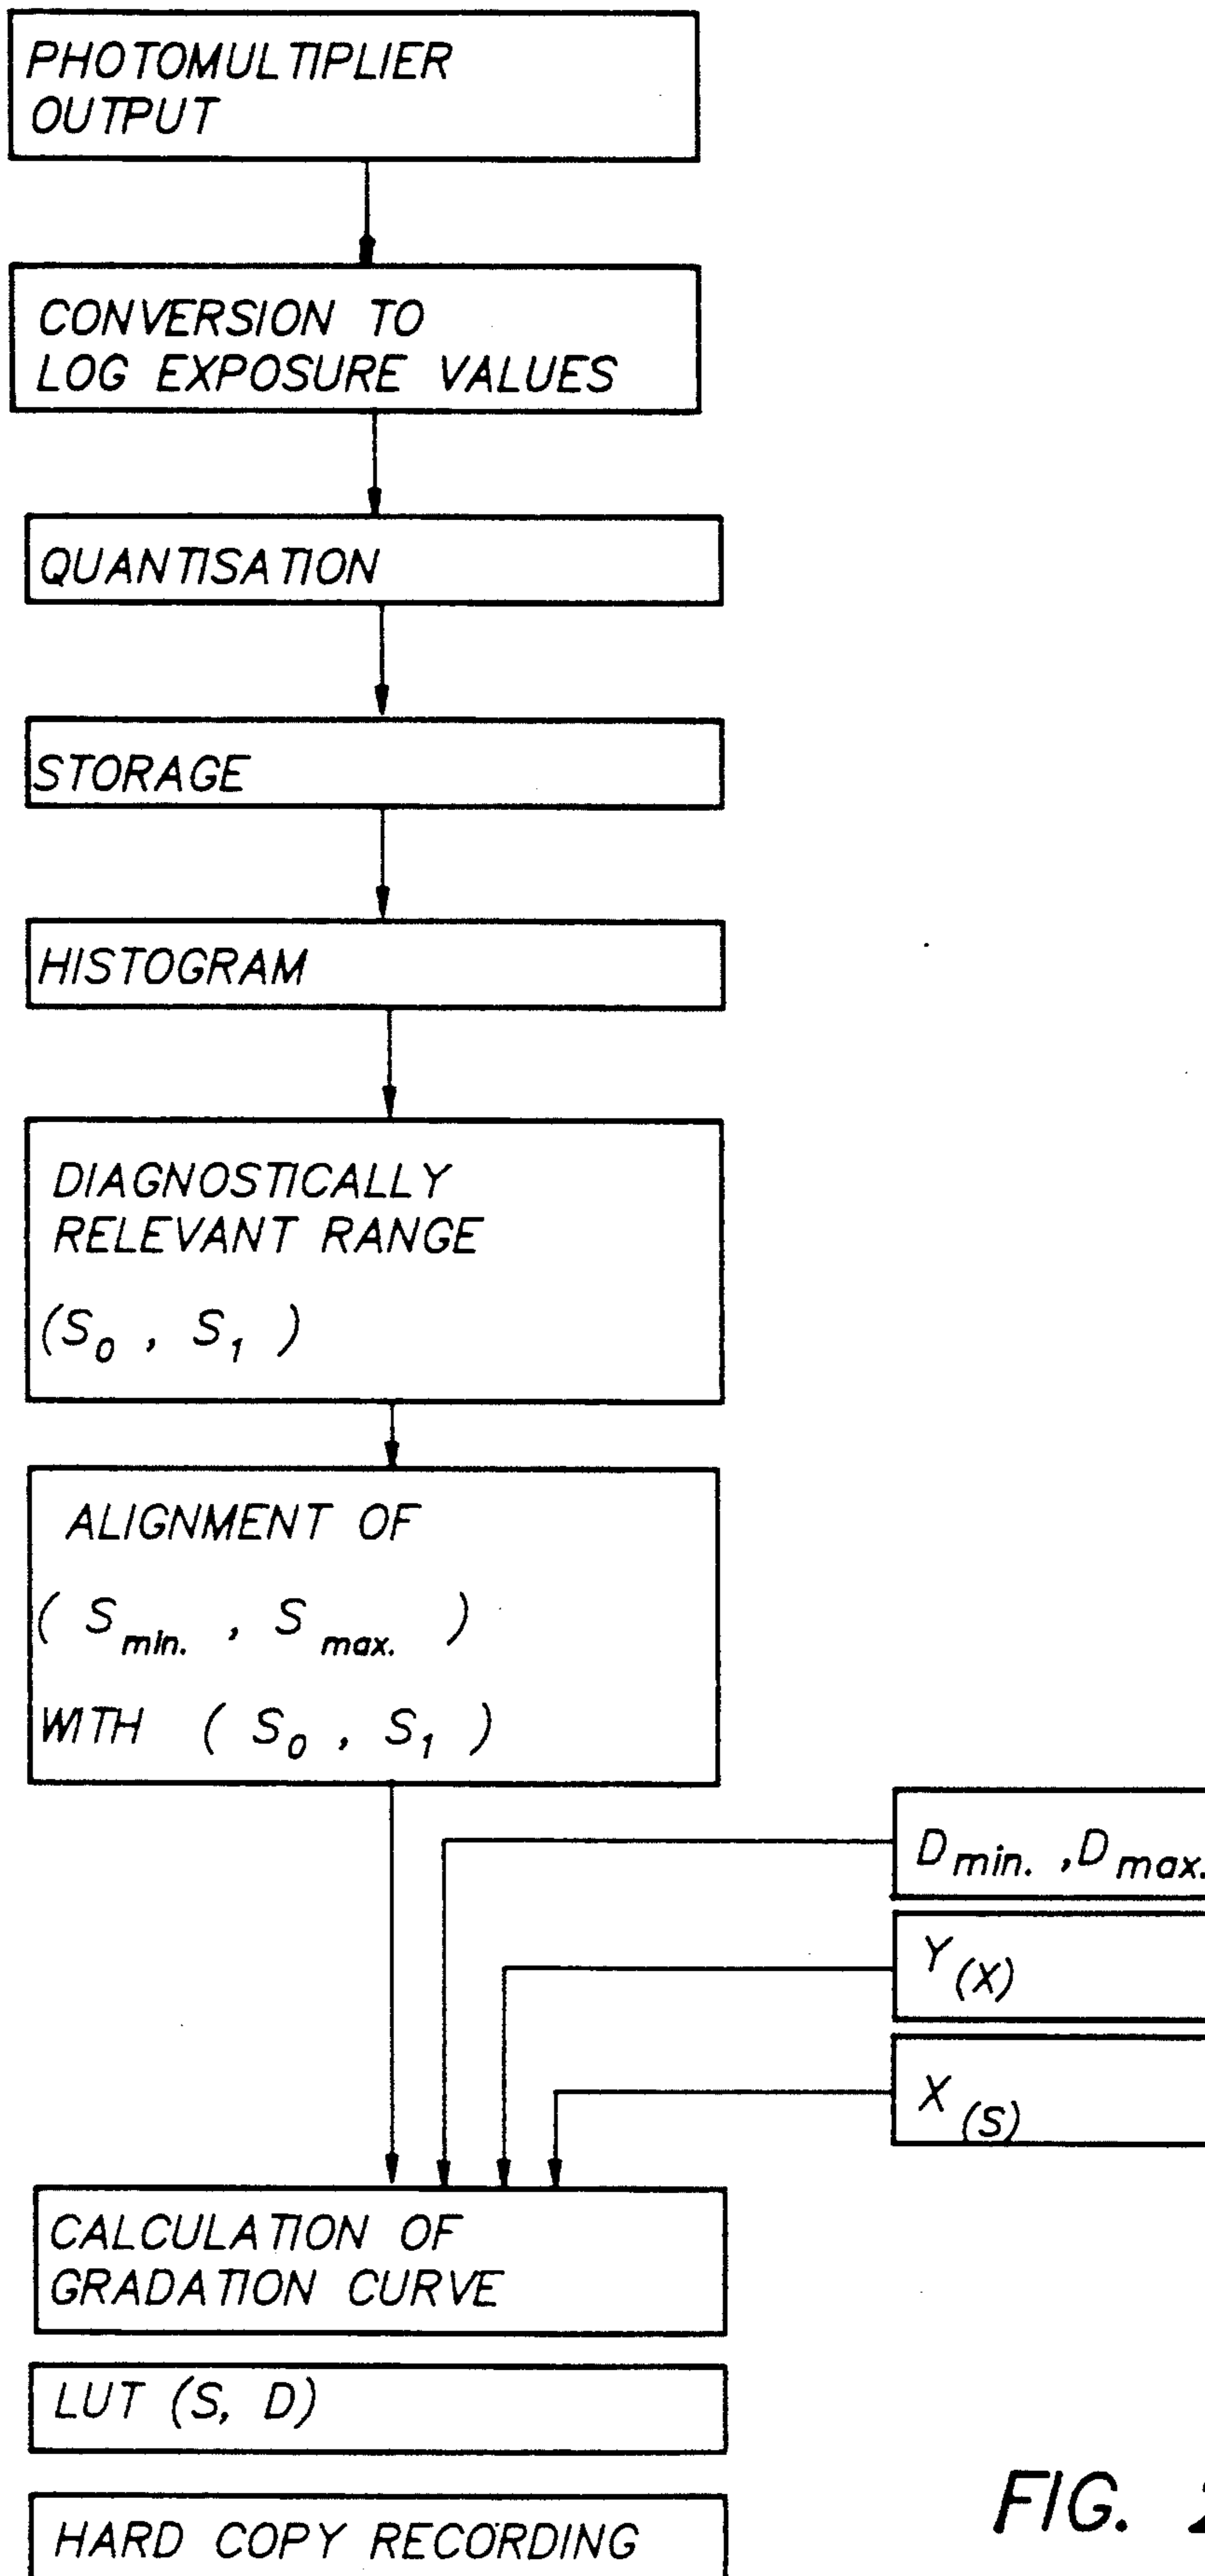 PHOTOMULTIPLIER
OUTPUT
CONVERSION TO
LOG EXPOSURE VALUES
QUANTISATION
STORAGE
HISTOGRAM
DIAGNOSTICALLY
RELEVANT RANGE
(S0 , S1 )
ALIGNMENT OF
( Smin. , Smax. )
WITH ( S0 , S1 )
Dmin. ,Dmax.
Y(X)
X(S)
CALCULATION OF
GRADATION CURVE
LUT (S, D)
HARD COPY RECORDING
FIG.